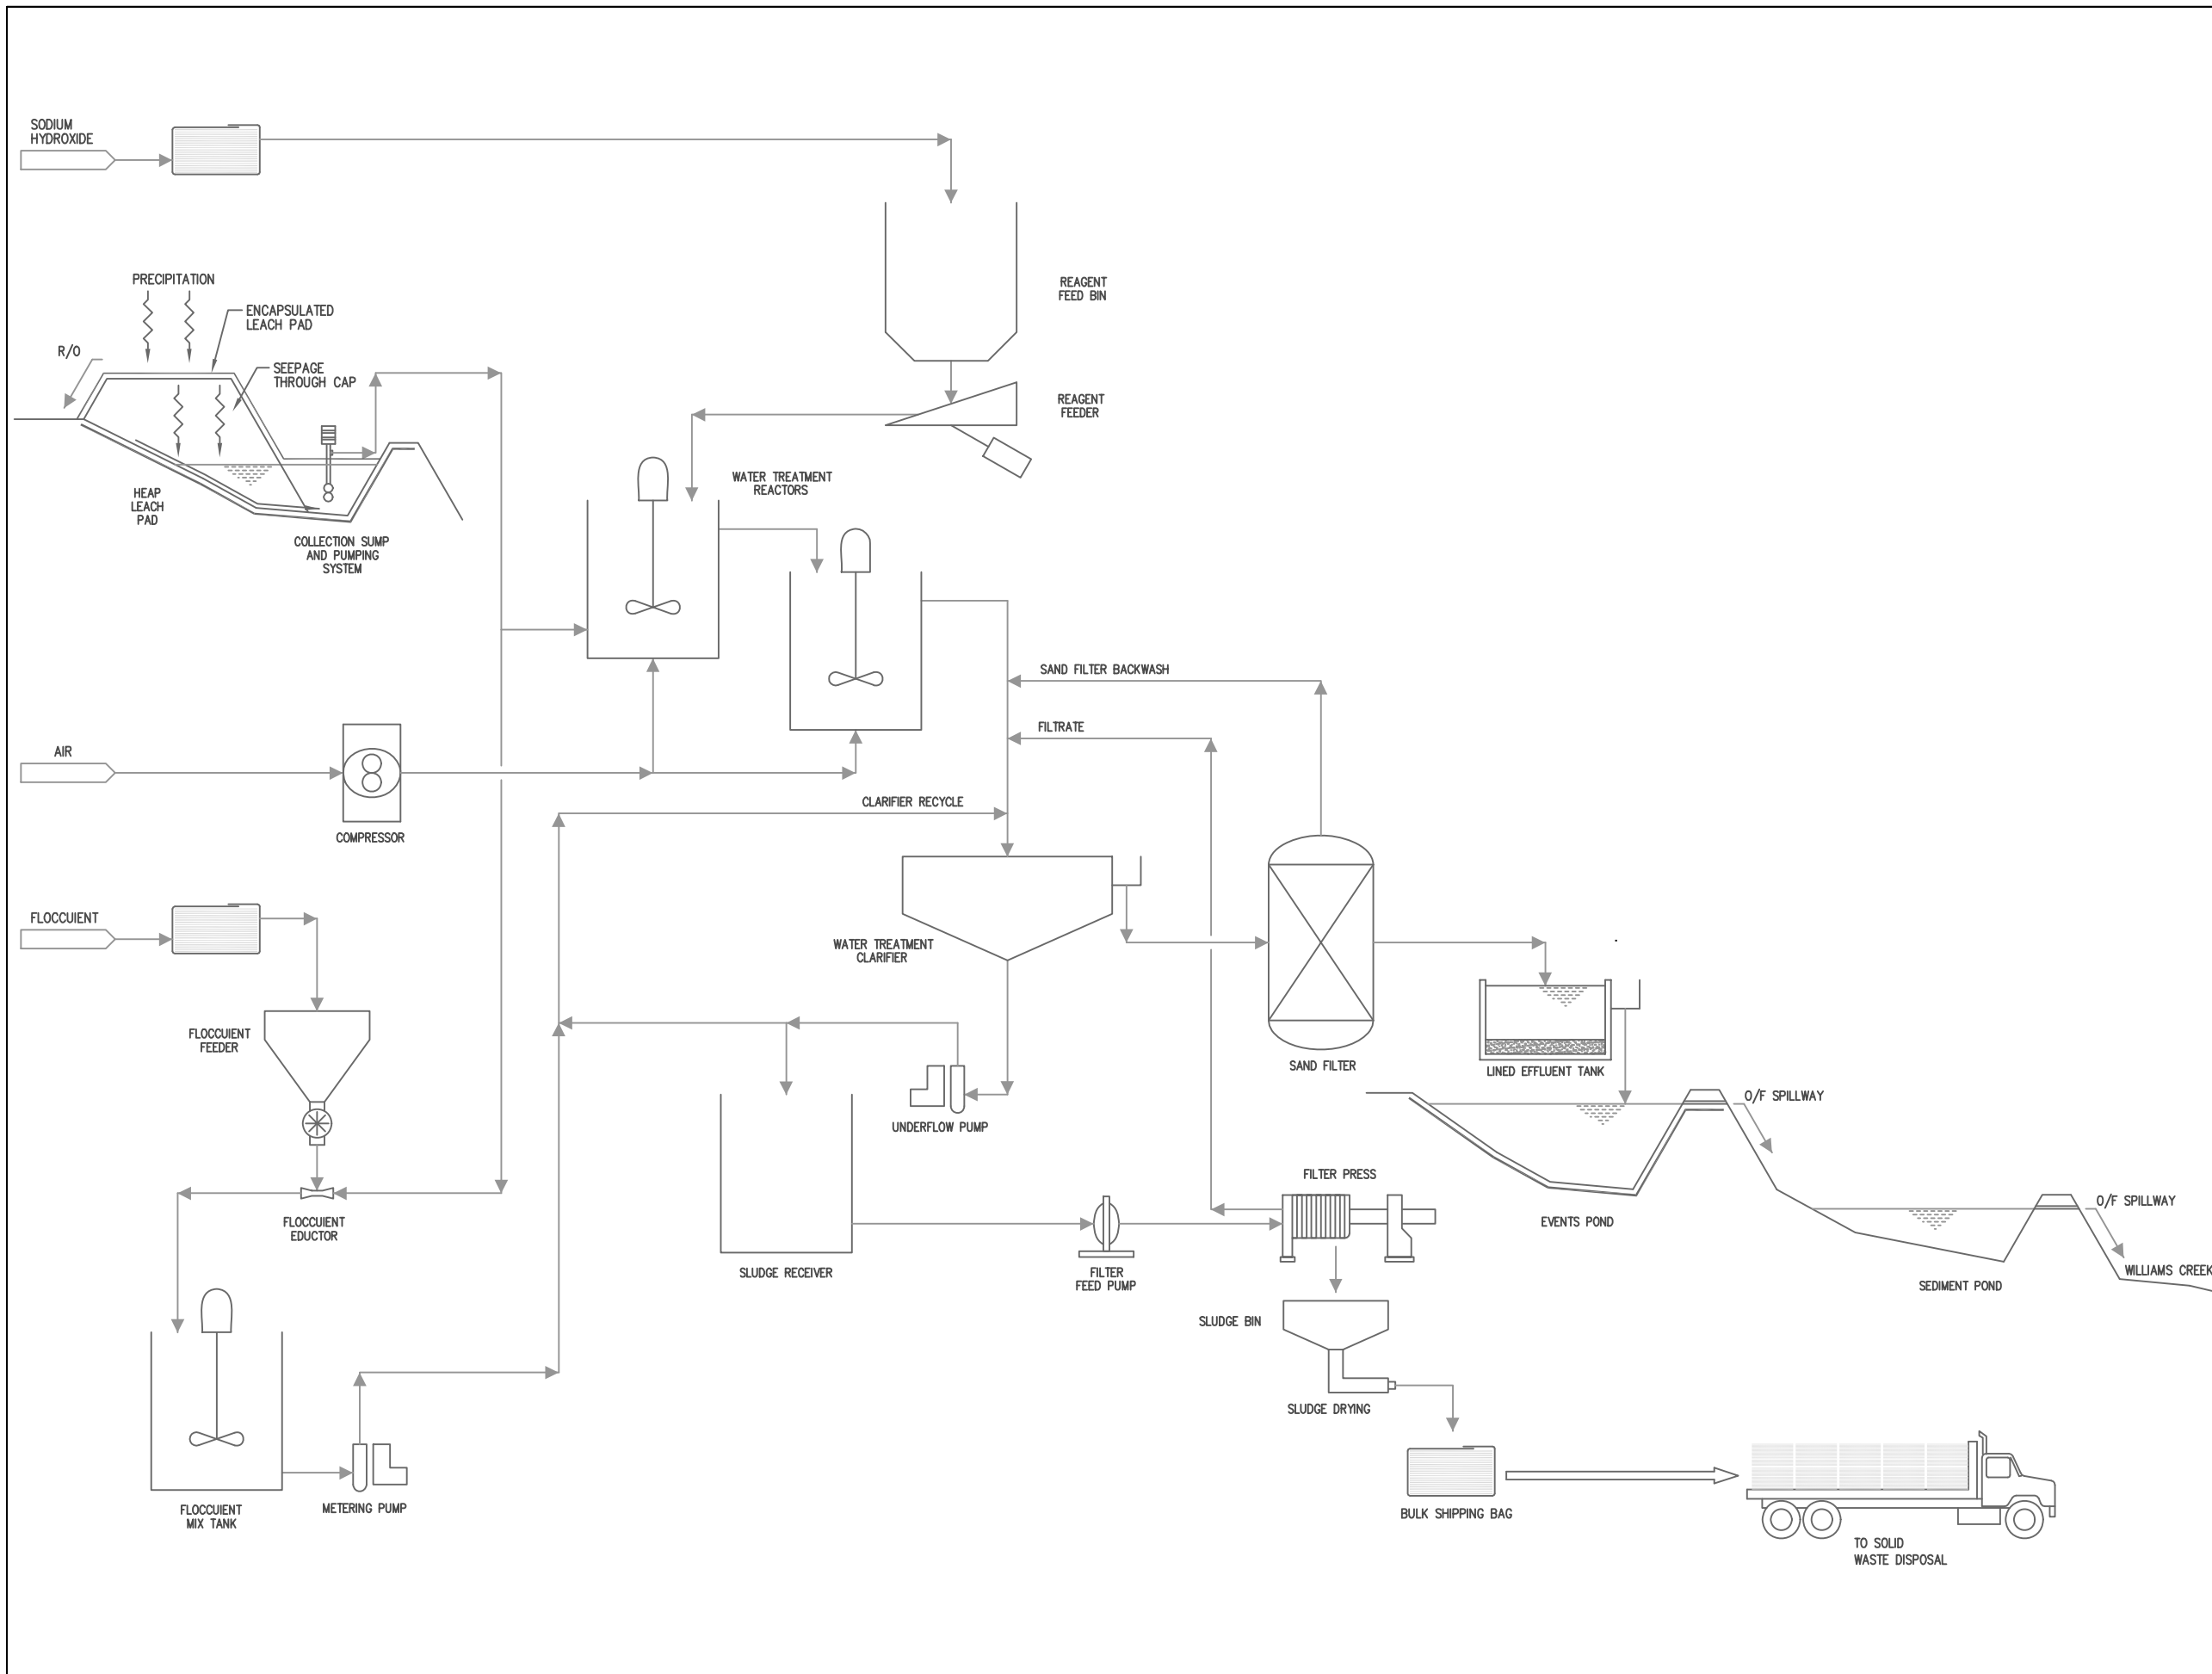 SODIUM
HYDROXIDE
PRECIPITATION
ENCAPSULATED
LEACH PAD
R/O
SEEPAGE
THROUGH CAP
HEAP
LEACH
PAD
COLLECTION SUMP
AND PUMPING
SYSTEM
REAGENT
FEED BIN
REAGENT
FEEDER
WATER TREATMENT
REACTORS
SAND FILTER BACKWASH
FILTRATE
AIR
COMPRESSOR
CLARIFIER RECYCLE
FLOCCUIENT
WATER TREATMENT
CLARIFIER
FLOCCUIENT
FEEDER
SAND FILTER
LINED EFFLUENT TANK
O/F SPILLWAY
UNDERFLOW PUMP
FILTER PRESS
EVENTS POND
O/F SPILLWAY
FLOCCUIENT
EDUCTOR
SLUDGE RECEIVER
FILTER
FEED PUMP
WILLIAMS CREEK
SEDIMENT POND
SLUDGE BIN
SLUDGE DRYING
FLOCCUIENT
MIX TANK
METERING PUMP
BULK SHIPPING BAG
TO SOLID
WASTE DISPOSAL